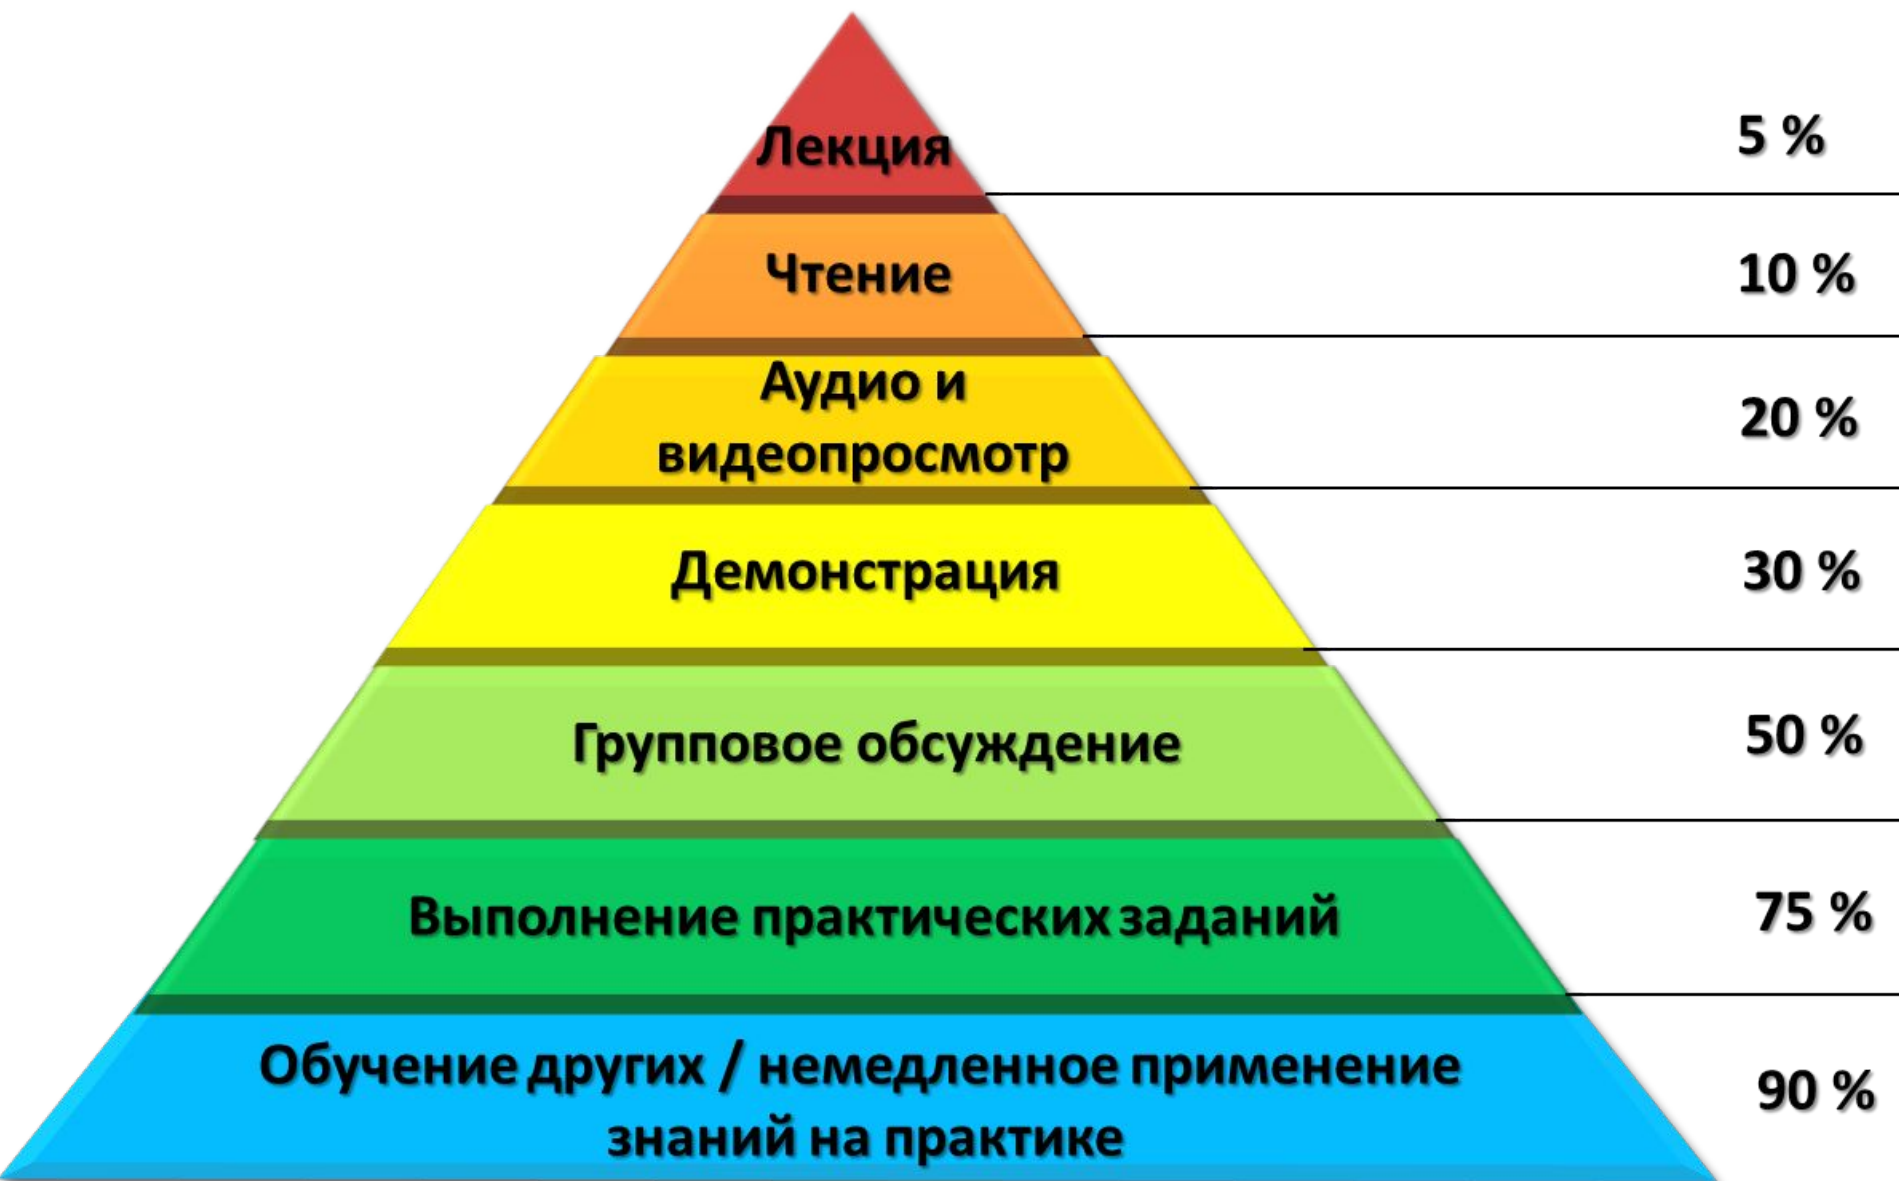 Лекция
5 %
Чтение
10 %
Аудио и
видеопросмотр
20 %
Демонстрация
30 %
Групповое обсуждение
50 %
Выполнение практических заданий
75 %
Обучение других / немедленное применение
знаний на практике
90 %